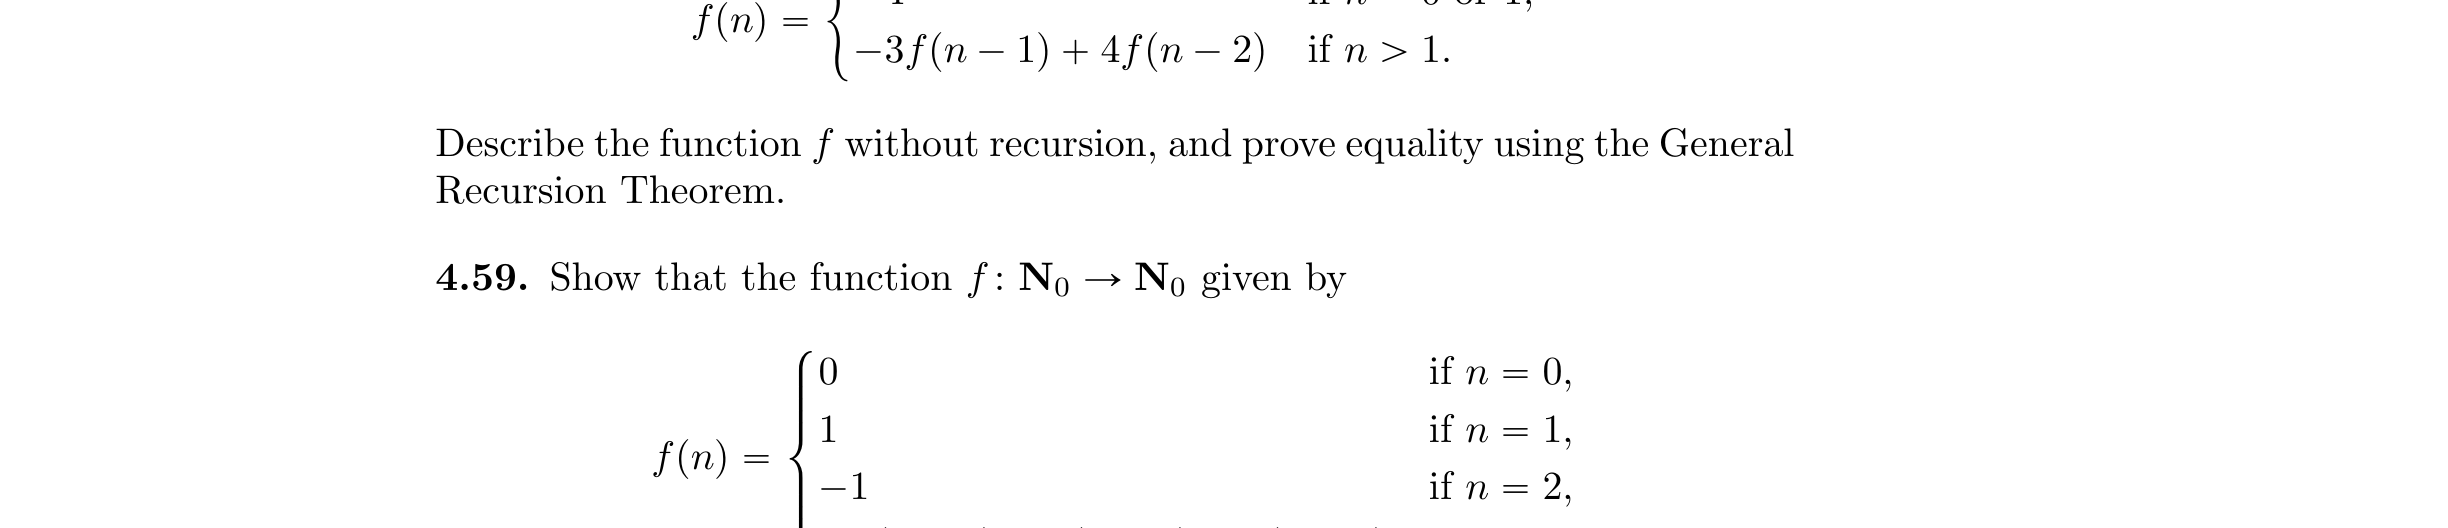 f(n) = {
−3f(n − 1) + 4f(n − 2) if n > 1.
Describe the function f without recursion, and prove equality using the General
Recursion Theorem.
4.59. Show that the function f : N₀ → N₀ given by
f(n) = {
0 if n = 0,
1 if n = 1,
−1 if n = 2,